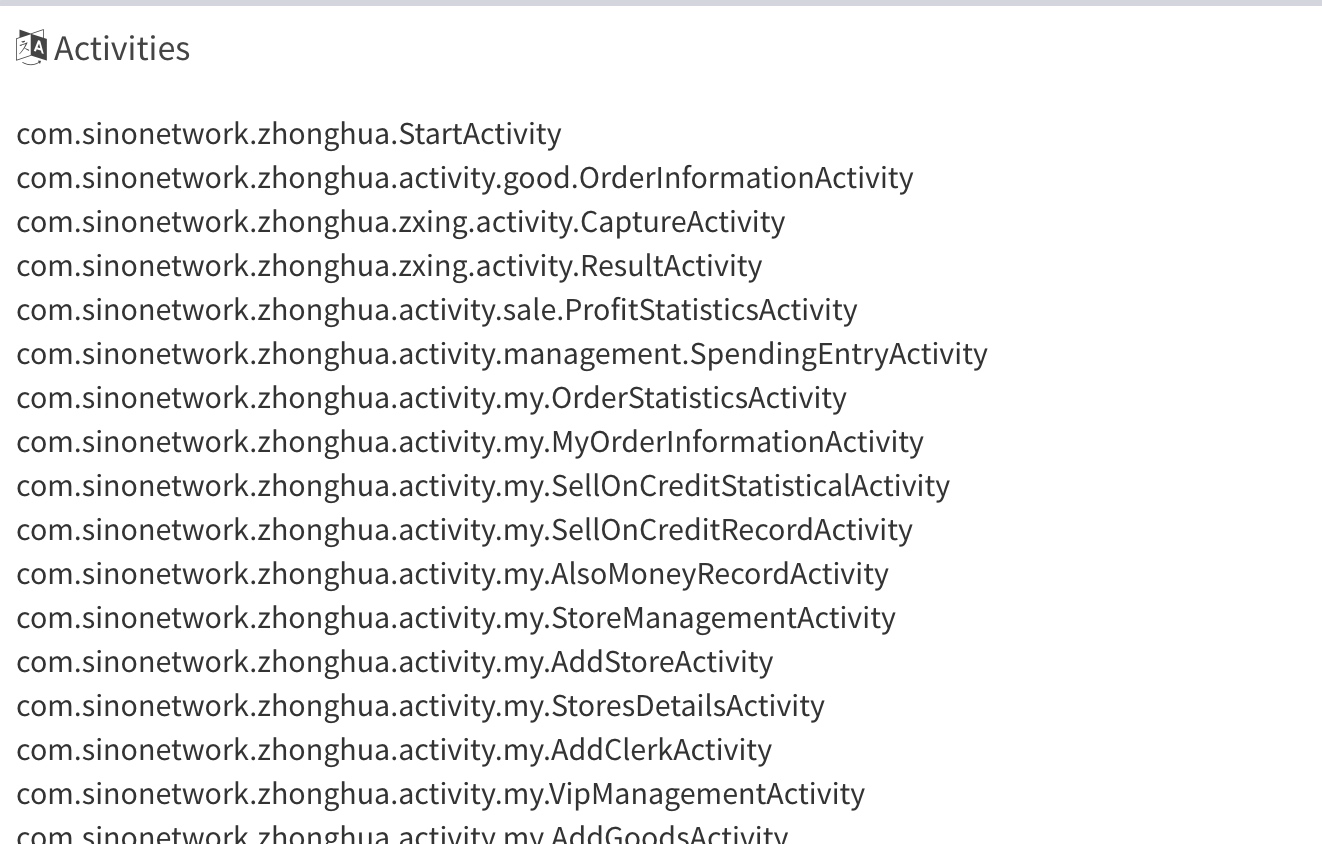 Activities
com.sinonetwork.zhonghua.StartActivity
com.sinonetwork.zhonghua.activity.good.OrderInformationActivity
com.sinonetwork.zhonghua.zxing.activity.CaptureActivity
com.sinonetwork.zhonghua.zxing.activity.ResultActivity
com.sinonetwork.zhonghua.activity.sale.ProfitStatisticsActivity
com.sinonetwork.zhonghua.activity.management.SpendingEntryActivity
com.sinonetwork.zhonghua.activity.my.OrderStatisticsActivity
com.sinonetwork.zhonghua.activity.my.MyOrderInformationActivity
com.sinonetwork.zhonghua.activity.my.SellOnCreditStatisticalActivity
com.sinonetwork.zhonghua.activity.my.SellOnCreditRecordActivity
com.sinonetwork.zhonghua.activity.my.AlsoMoneyRecordActivity
com.sinonetwork.zhonghua.activity.my.StoreManagementActivity
com.sinonetwork.zhonghua.activity.my.AddStoreActivity
com.sinonetwork.zhonghua.activity.my.StoresDetailsActivity
com.sinonetwork.zhonghua.activity.my.AddClerkActivity
com.sinonetwork.zhonghua.activity.my.VipManagementActivity
com.sinonetwork.zhonghua.activity.my.AddGoodsActivity